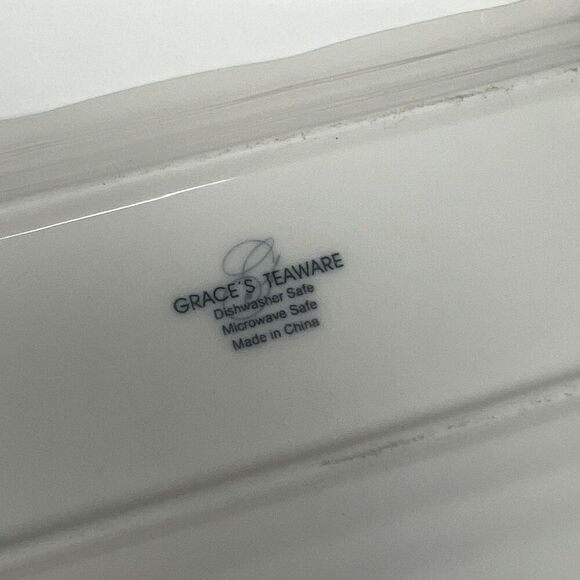 G
GRACE'S TEAWARE
Dishwasher Safe
Microwave Safe
Made in China